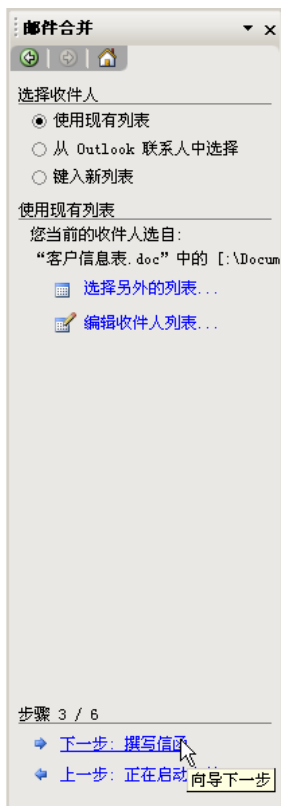 邮件合并
选择收件人
使用现有列表
从 Outlook 联系人中选择
键入新列表
使用现有列表
您当前的收件人选自:
“客户信息表.doc”中的 [:\Docum
选择另外的列表...
编辑收件人列表...
步骤 3 / 6
下一步: 撰写信函
上一步: 正在启动
向导下一步